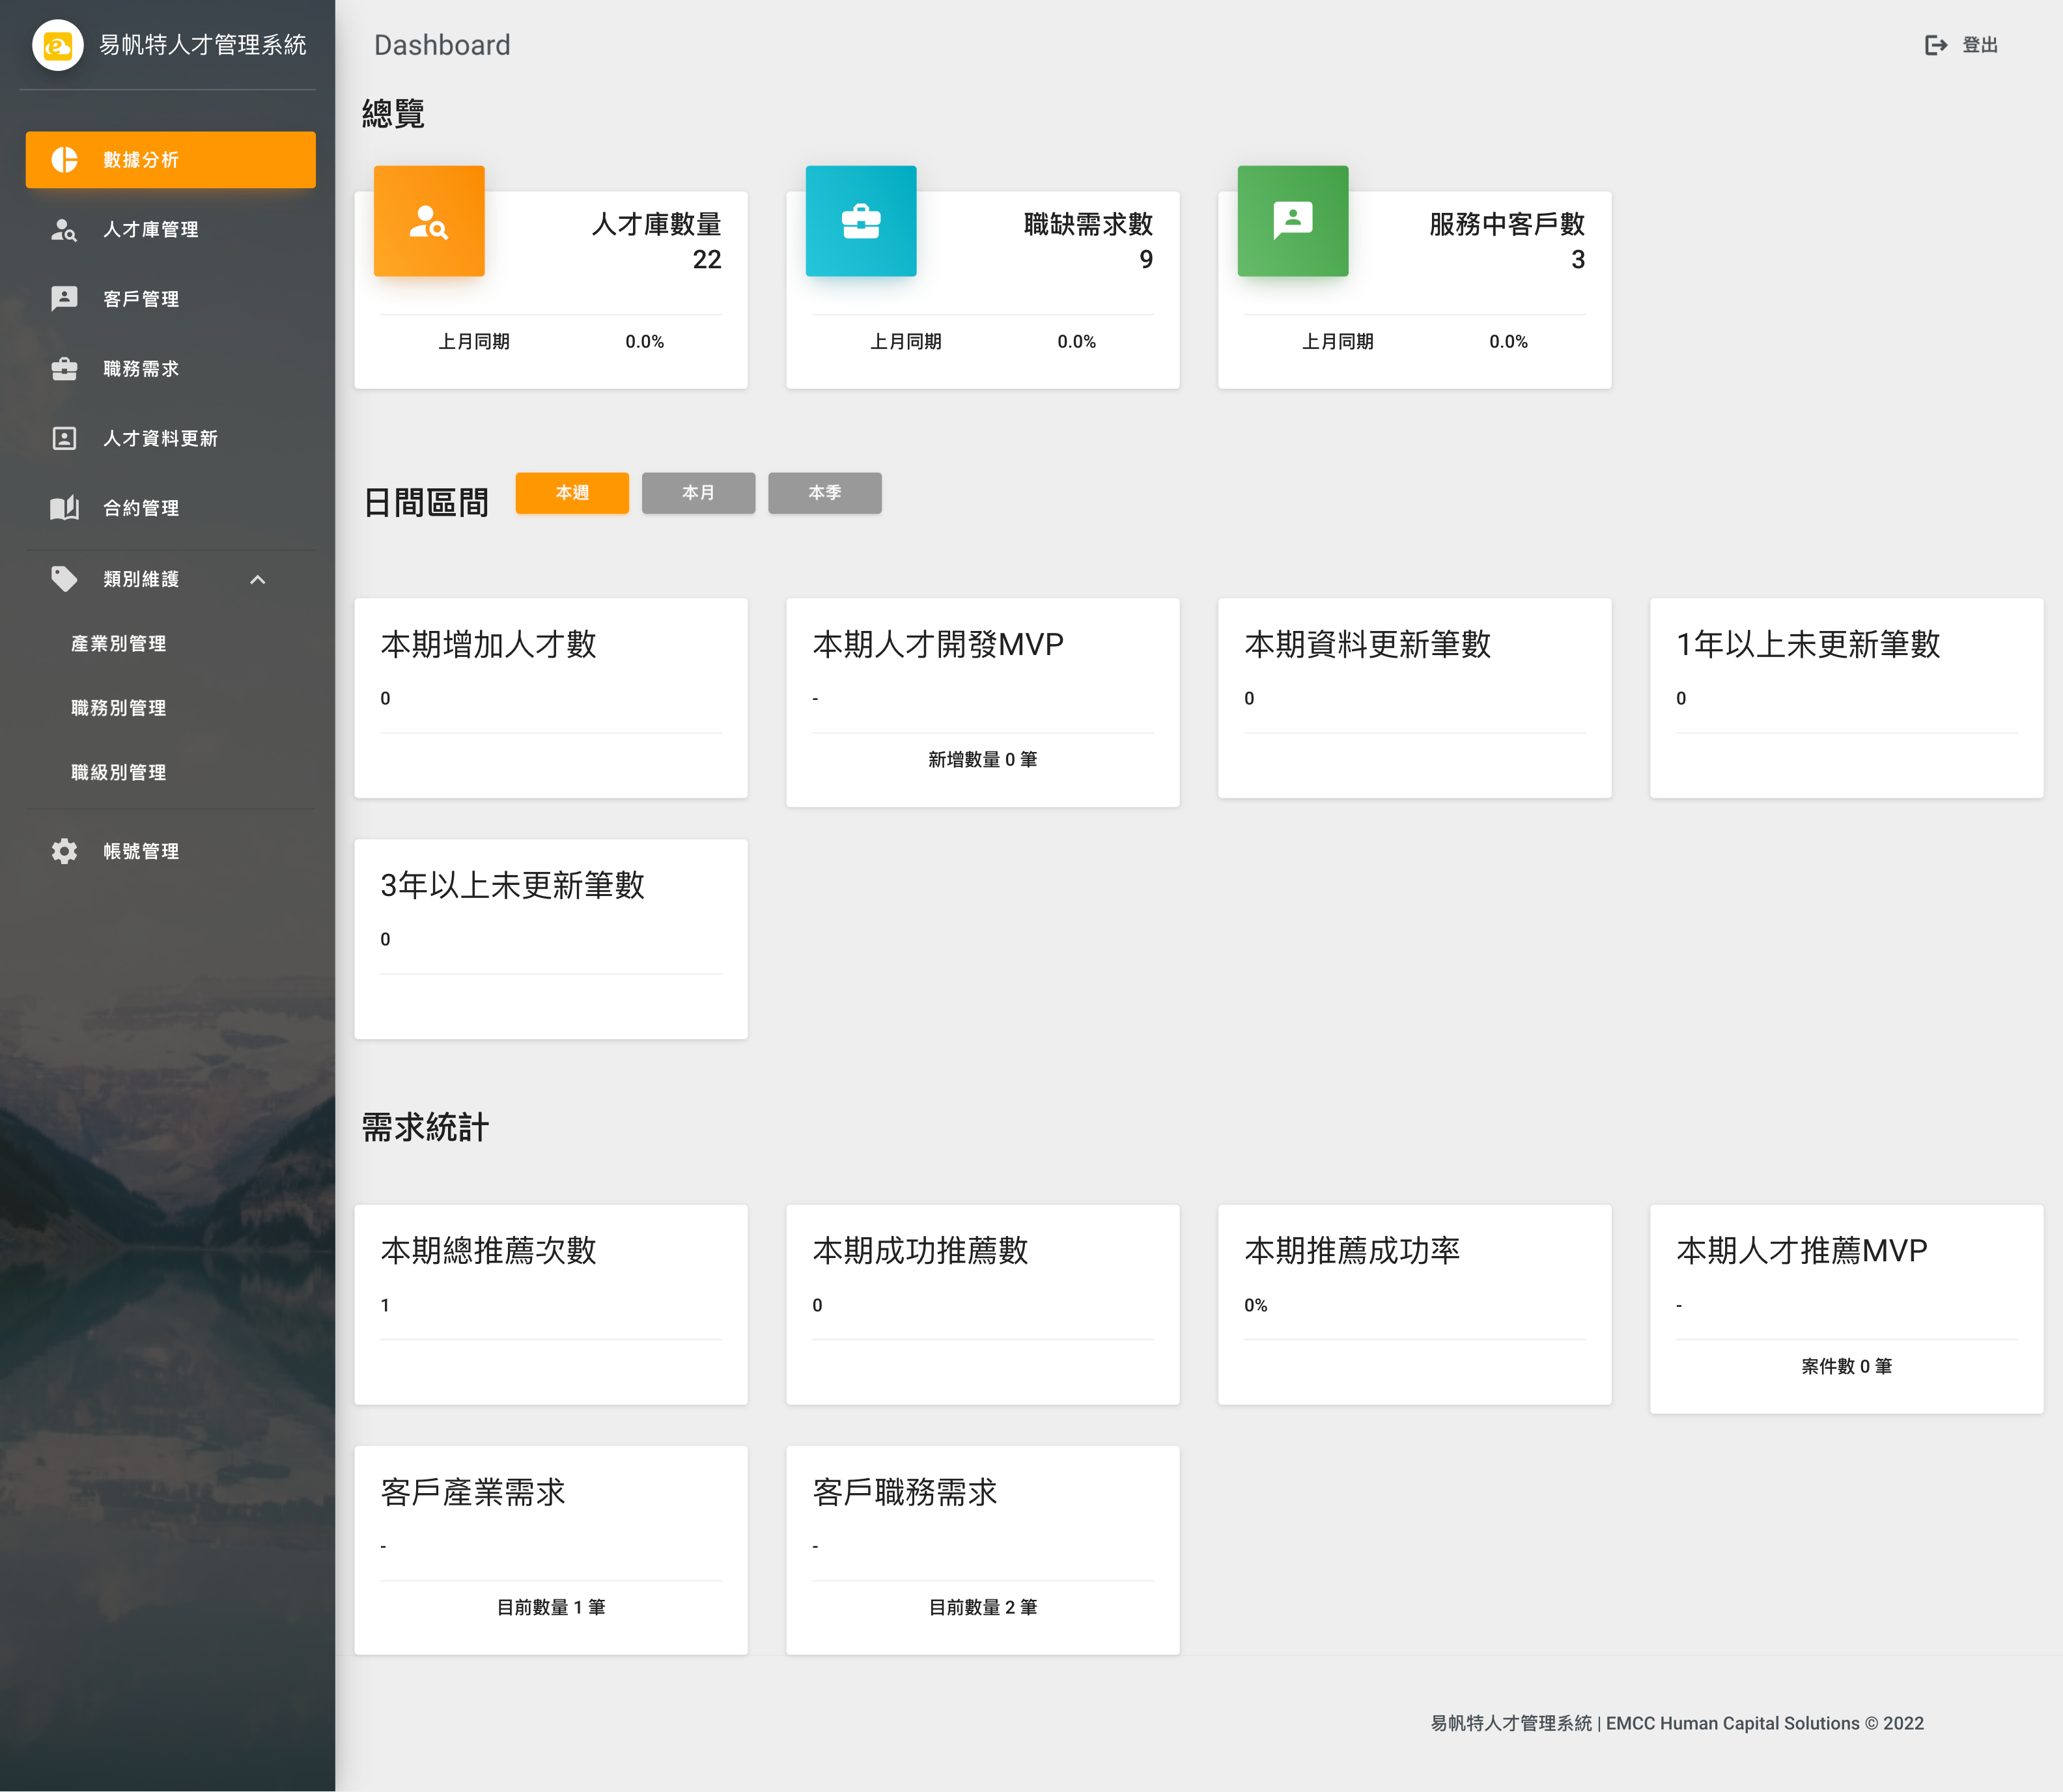 易帆特人才管理系統
數據分析
人才庫管理
客戶管理
職務需求
人才資料更新
合約管理
類別維護
產業別管理
職務別管理
職級別管理
帳號管理
Dashboard
登出
總覽
人才庫數量
22
上月同期 0.0%
職缺需求數
9
上月同期 0.0%
服務中客戶數
3
上月同期 0.0%
日間區間
本週
本月
本季
本期增加人才數
0
本期人才開發MVP
-
新增數量 0 筆
本期資料更新筆數
0
1年以上未更新筆數
0
3年以上未更新筆數
0
需求統計
本期總推薦次數
1
本期成功推薦數
0
本期推薦成功率
0%
本期人才推薦MVP
-
案件數 0 筆
客戶產業需求
-
目前數量 1 筆
客戶職務需求
-
目前數量 2 筆
易帆特人才管理系統 | EMCC Human Capital Solutions © 2022